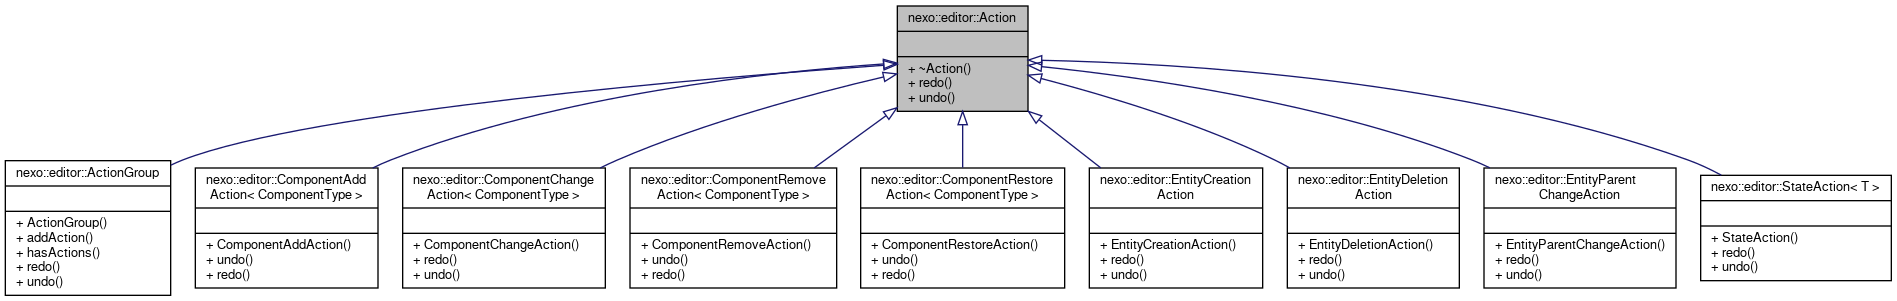 nexo::editor::Action
+ ~Action()
+ redo()
+ undo()
nexo::editor::ActionGroup
+ ActionGroup()
+ addAction()
+ hasActions()
+ redo()
+ undo()
nexo::editor::ComponentAdd
Action< ComponentType >
+ ComponentAddAction()
+ undo()
+ redo()
nexo::editor::ComponentChange
Action< ComponentType >
+ ComponentChangeAction()
+ redo()
+ undo()
nexo::editor::ComponentRemove
Action< ComponentType >
+ ComponentRemoveAction()
+ undo()
+ redo()
nexo::editor::ComponentRestore
Action< ComponentType >
+ ComponentRestoreAction()
+ undo()
+ redo()
nexo::editor::EntityCreation
Action
+ EntityCreationAction()
+ redo()
+ undo()
nexo::editor::EntityDeletion
Action
+ EntityDeletionAction()
+ redo()
+ undo()
nexo::editor::EntityParent
ChangeAction
+ EntityParentChangeAction()
+ redo()
+ undo()
nexo::editor::StateAction< T >
+ StateAction()
+ redo()
+ undo()